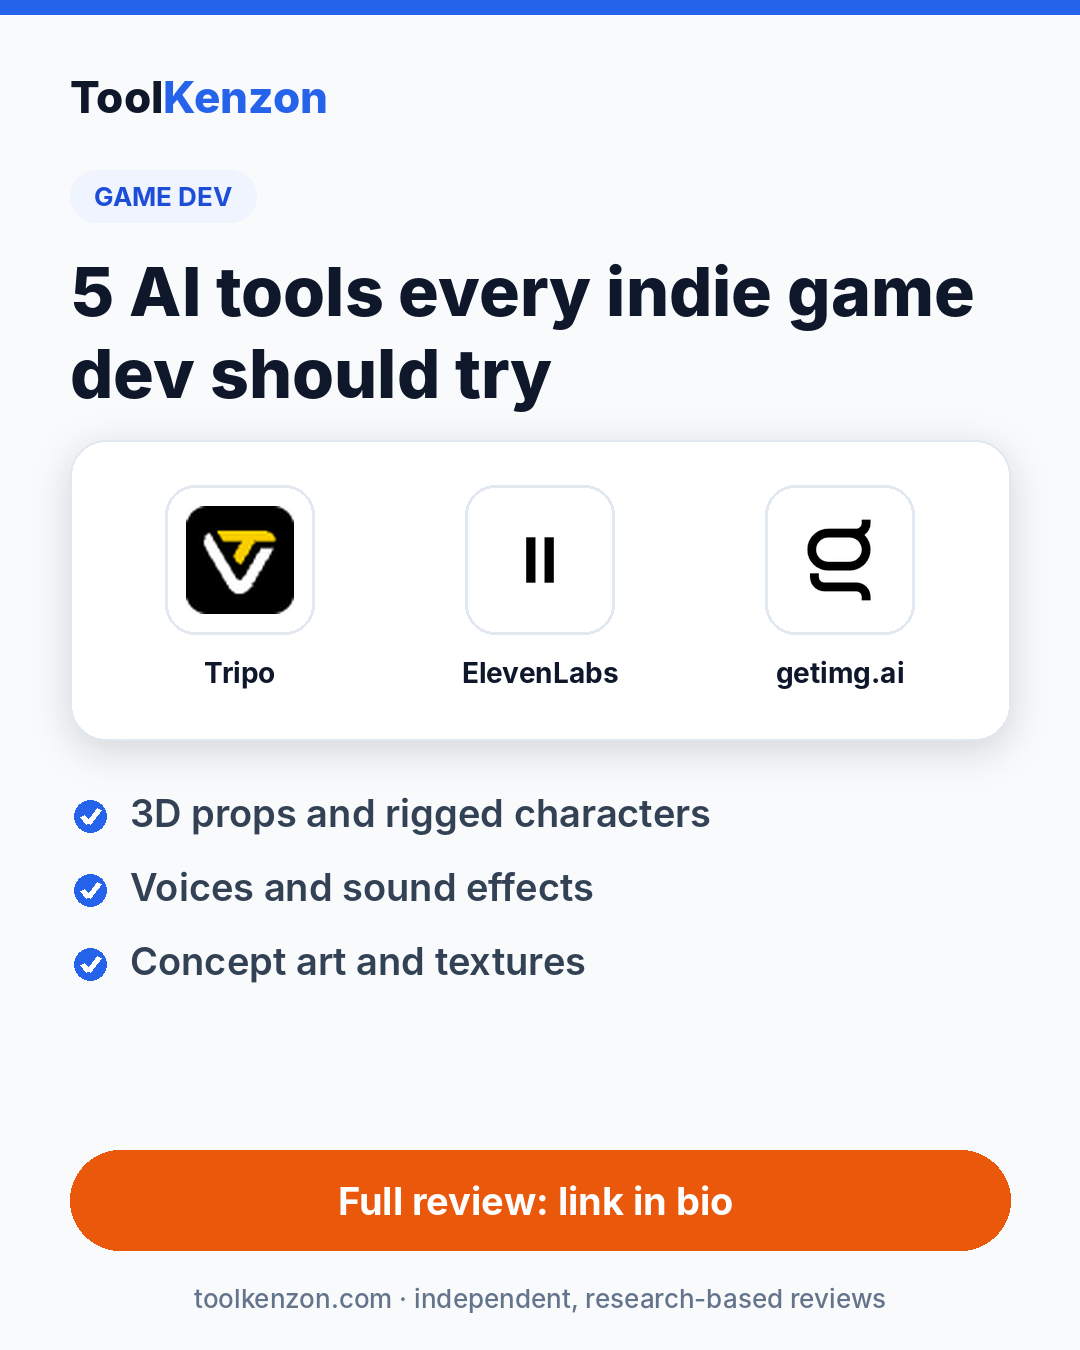 ToolKenzon
GAME DEV
5 AI tools every indie game
dev should try
Tripo
ElevenLabs
getimg.ai
3D props and rigged characters
Voices and sound effects
Concept art and textures
Full review: link in bio
toolkenzon.com · independent, research-based reviews